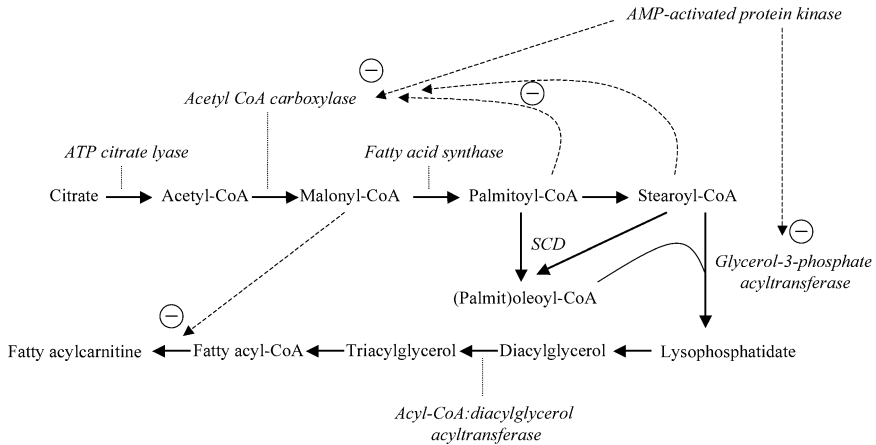 AMP-activated protein kinase
−
Acetyl CoA carboxylase
−
ATP citrate lyase
Fatty acid synthase
Citrate
Acetyl-CoA
Malonyl-CoA
Palmitoyl-CoA
Stearoyl-CoA
−
SCD
Glycerol-3-phosphate
acyltransferase
(Palmit)oleoyl-CoA
−
Fatty acylcarnitine
Fatty acyl-CoA
Triacylglycerol
Diacylglycerol
Lysophosphatidate
Acyl-CoA:diacylglycerol
acyltransferase